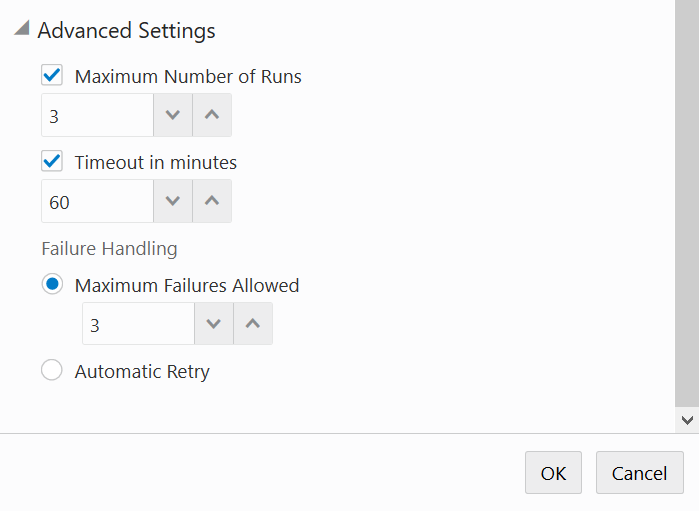 Advanced Settings
Maximum Number of Runs
3
Timeout in minutes
60
Failure Handling
Maximum Failures Allowed
3
Automatic Retry
OK Cancel